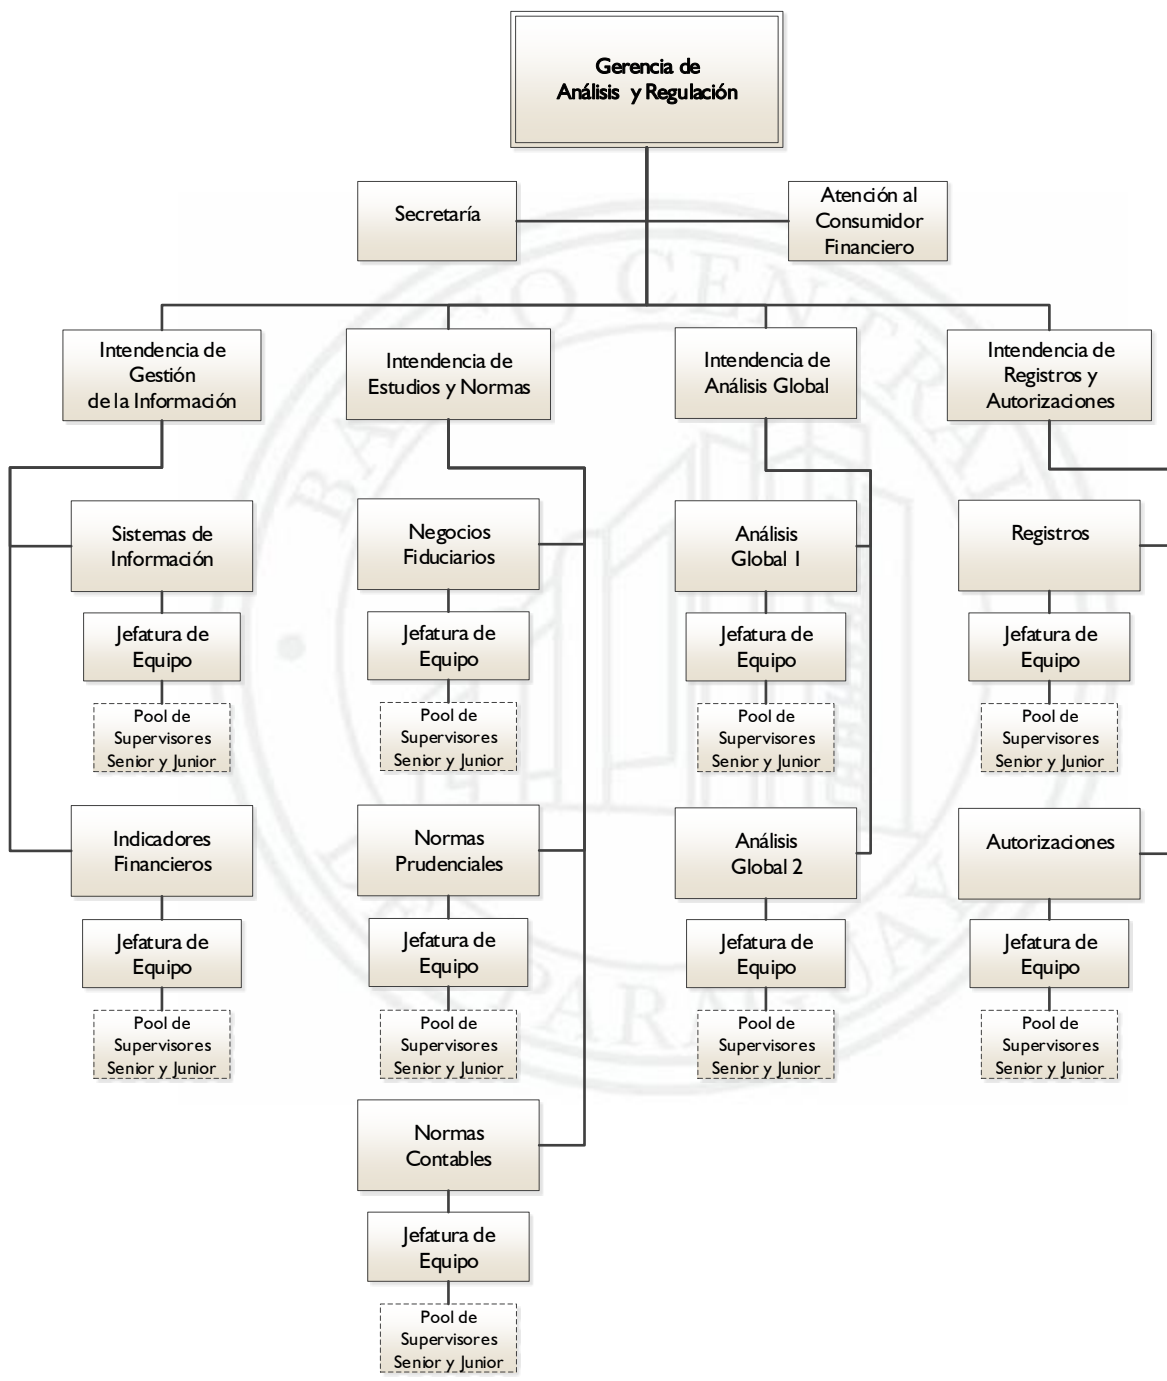 Gerencia de
Análisis y Regulación
Secretaría
Atención al
Consumidor
Financiero
Intendencia de
Gestión
de la Información
Intendencia de
Estudios y Normas
Intendencia de
Análisis Global
Intendencia de
Registros y
Autorizaciones
Sistemas de
Información
Negocios
Fiduciarios
Análisis
Global 1
Registros
Jefatura de
Equipo
Jefatura de
Equipo
Jefatura de
Equipo
Jefatura de
Equipo
Pool de
Supervisores
Senior y Junior
Pool de
Supervisores
Senior y Junior
Pool de
Supervisores
Senior y Junior
Pool de
Supervisores
Senior y Junior
Indicadores
Financieros
Normas
Prudenciales
Análisis
Global 2
Autorizaciones
Jefatura de
Equipo
Jefatura de
Equipo
Jefatura de
Equipo
Jefatura de
Equipo
Pool de
Supervisores
Senior y Junior
Pool de
Supervisores
Senior y Junior
Pool de
Supervisores
Senior y Junior
Pool de
Supervisores
Senior y Junior
Normas
Contables
Jefatura de
Equipo
Pool de
Supervisores
Senior y Junior